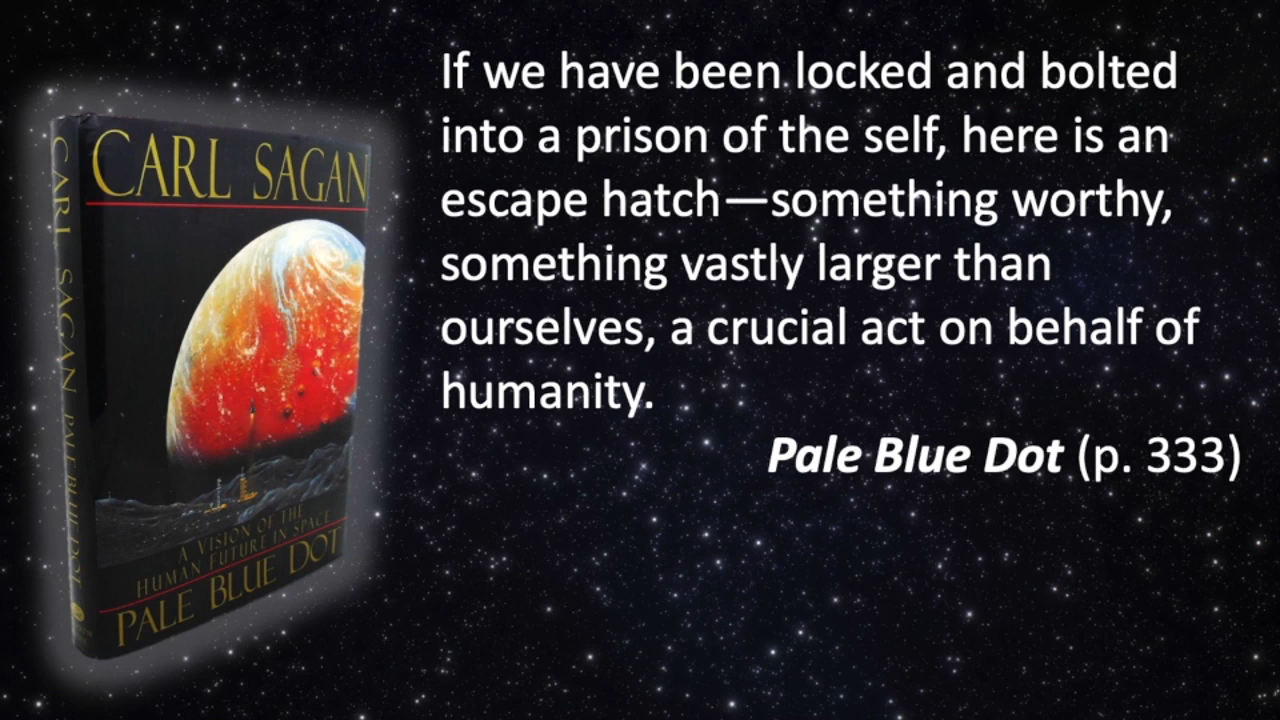 CARL SAGAN
CARL SAGAN PALE BLUE DOT
A VISION OF THE
HUMAN FUTURE IN SPACE
PALE BLUE DOT
If we have been locked and bolted
into a prison of the self, here is an
escape hatch—something worthy,
something vastly larger than
ourselves, a crucial act on behalf of
humanity.
Pale Blue Dot (p. 333)